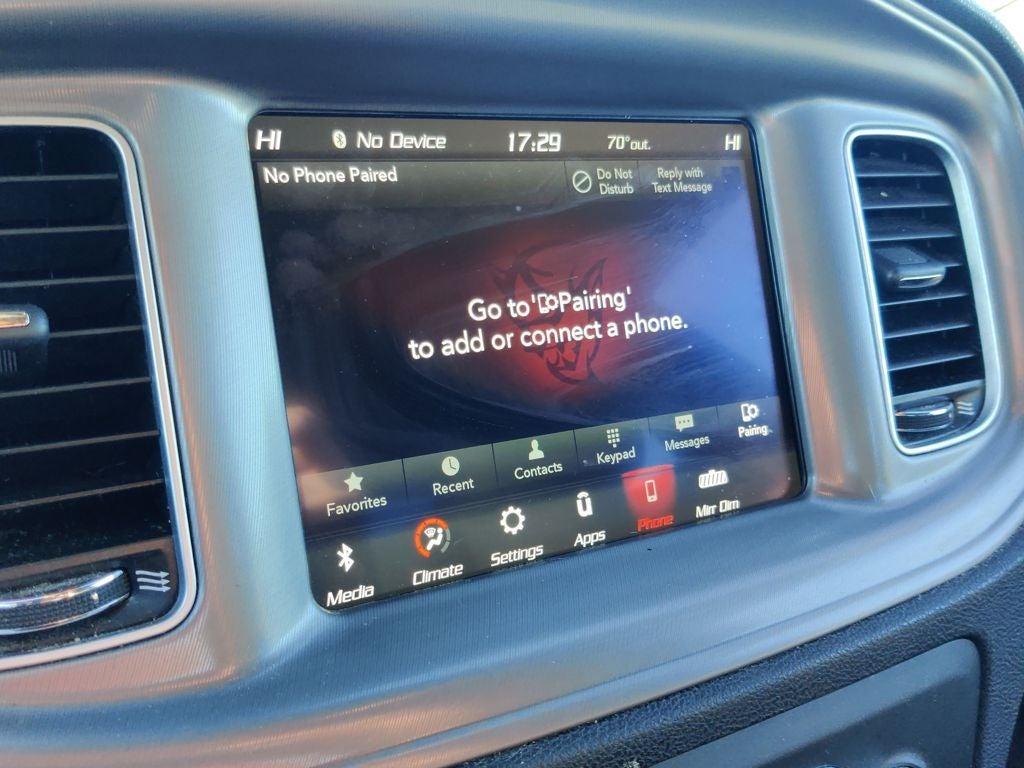 HI No Device 17:29 70°out. HI
No Phone Paired
Do Not
Disturb
Reply with
Text Message
Go to 'Pairing'
to add or connect a phone.
Favorites Recent Contacts Keypad Messages Pairing
Media Climate Settings Apps Phone Mirr Dim